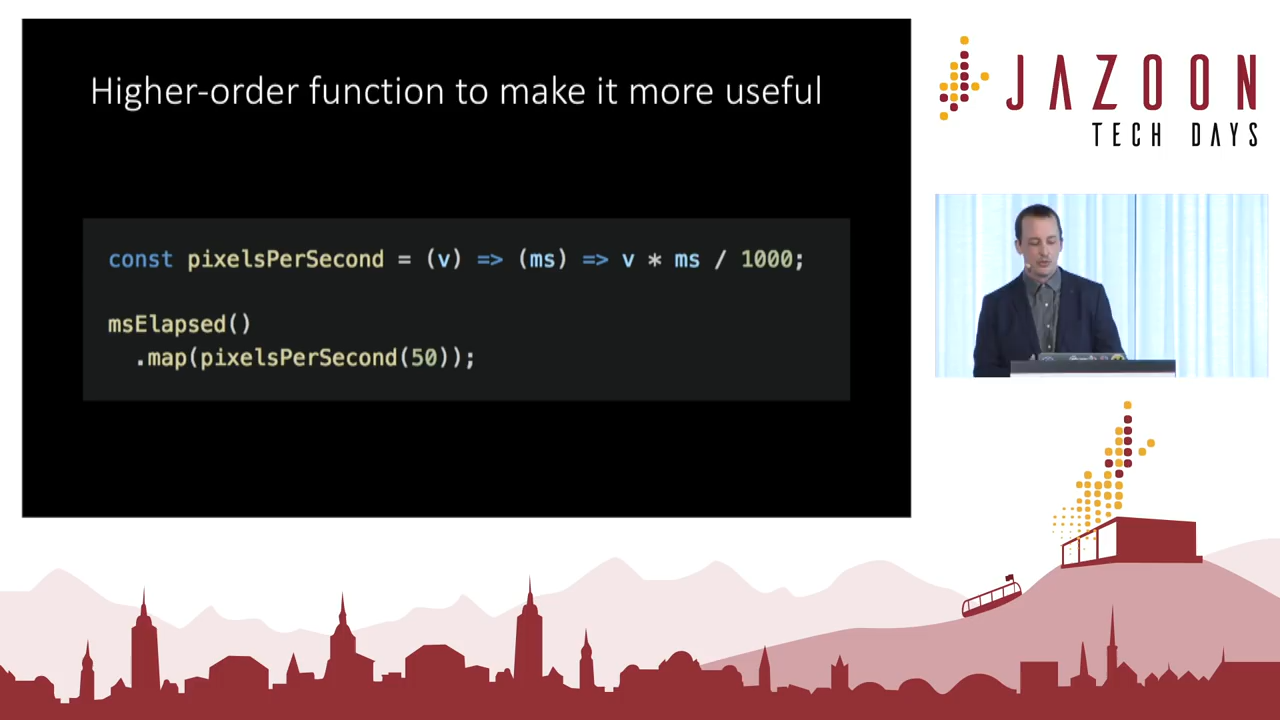 Higher-order function to make it more useful
const pixelsPerSecond = (v) => (ms) => v * ms / 1000;
msElapsed()
.map(pixelsPerSecond(50));
JAZOON
TECH DAYS